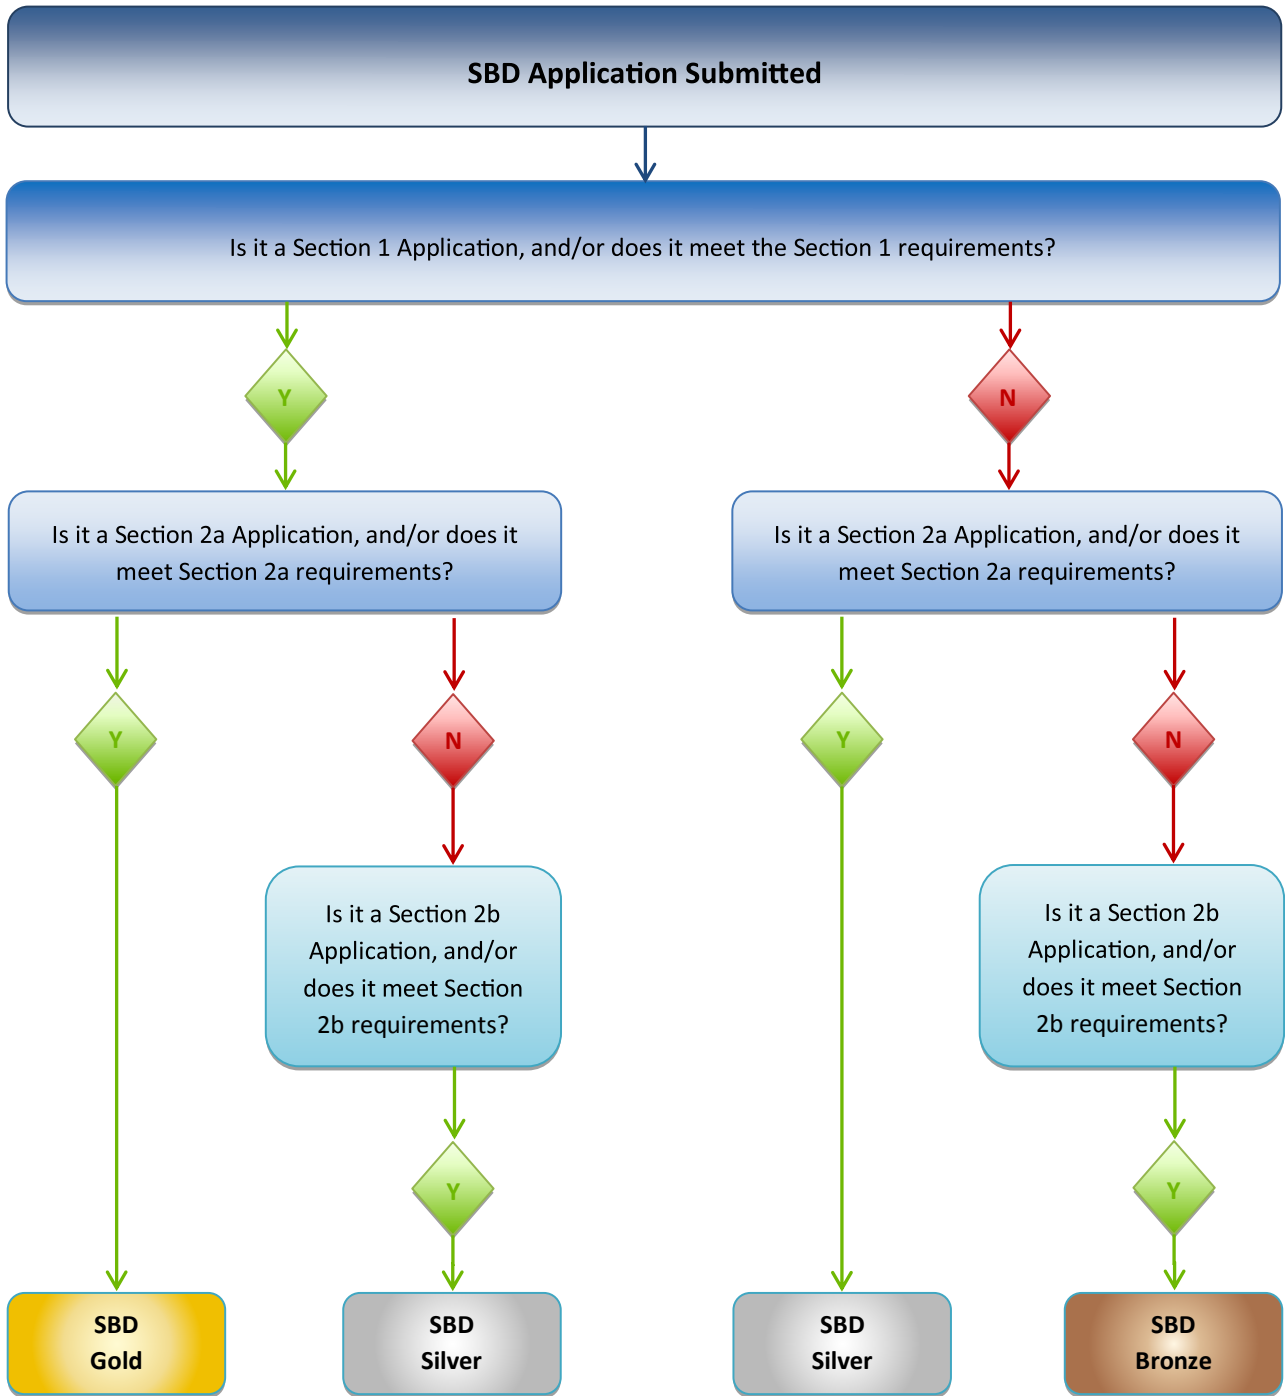 SBD Application Submitted
Is it a Section 1 Application, and/or does it meet the Section 1 requirements?
Y
N
Is it a Section 2a Application, and/or does it
meet Section 2a requirements?
Is it a Section 2a Application, and/or does it
meet Section 2a requirements?
Y
N
Y
N
Is it a Section 2b
Application, and/or
does it meet Section
2b requirements?
Is it a Section 2b
Application, and/or
does it meet Section
2b requirements?
Y
Y
SBD
Gold
SBD
Silver
SBD
Silver
SBD
Bronze